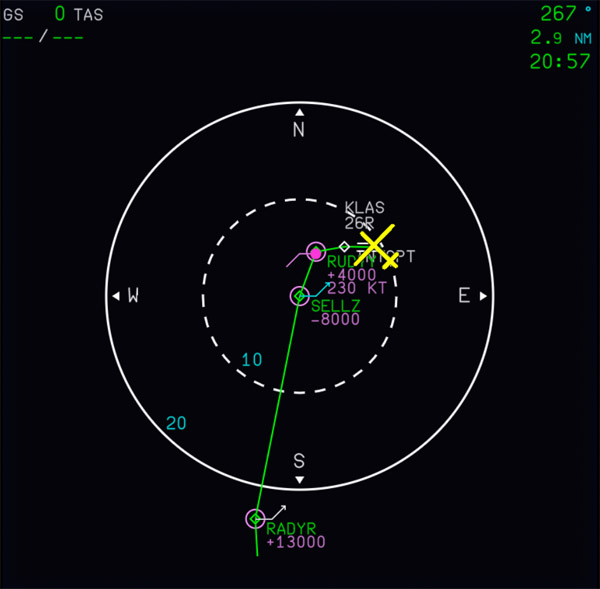 GS 0 TAS
---/---
267 °
2.9 NM
20:57
N
KLAS
26R
RUDYY
+4000
230 KT
W
E
SELLZ
-8000
10
20
S
RADYR
+13000